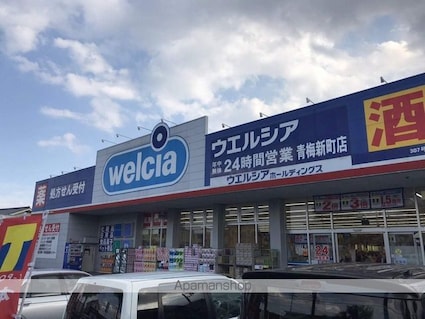 薬
処方せん受付
welcia
ウエルシア
年中無休
24時間営業 青梅新町店
ウエルシアホールディングス
酒
Apamanshop